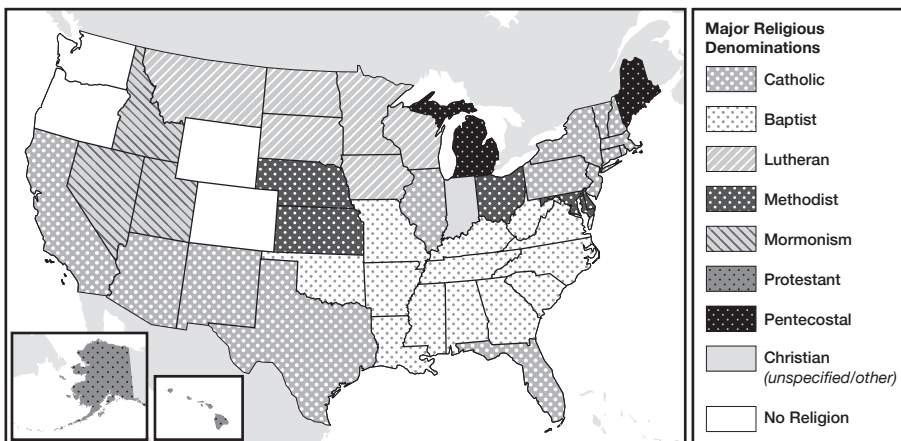 Major Religious
Denominations
Catholic
Baptist
Lutheran
Methodist
Mormonism
Protestant
Pentecostal
Christian
(unspecified/other)
No Religion